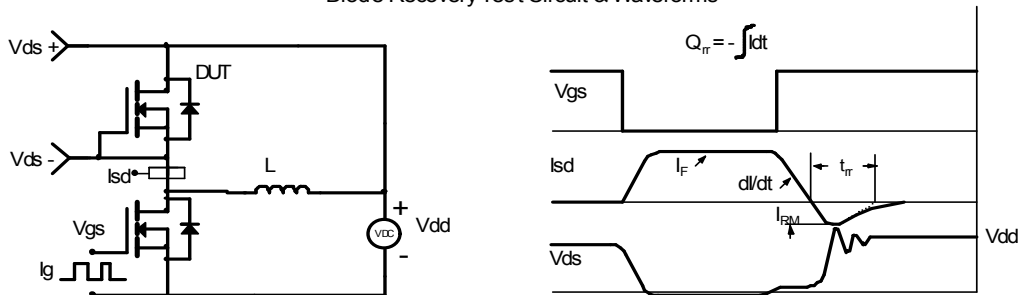 Diode Recovery Test Circuit & Waveforms
Vds +
DUT
Vds -
Isd
L
Vgs
Ig
VDC
+
-
Vdd
Qrr = - ∫Idt
Vgs
Isd
IF
dI/dt
trr
IRM
Vds
Vdd